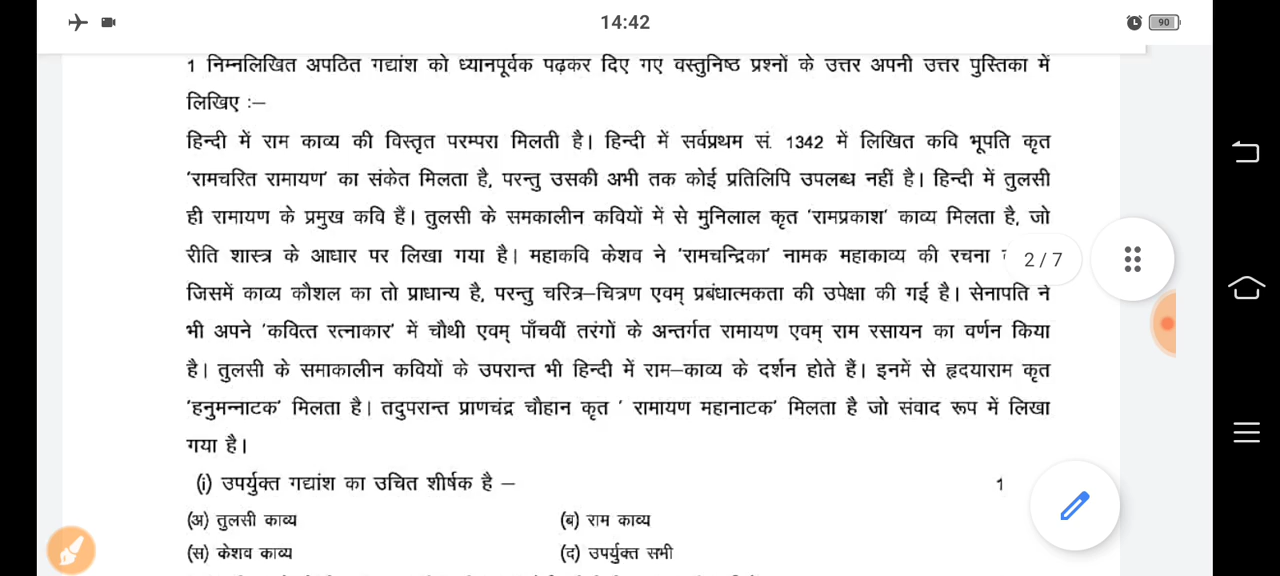 14:42
90
1 निम्नलिखित अपठित गद्यांश को ध्यानपूर्वक पढ़कर दिए गए वस्तुनिष्ठ प्रश्नों के उत्तर अपनी उत्तर पुस्तिका में
लिखिए :–
हिन्दी में राम काव्य की विस्तृत परम्परा मिलती है। हिन्दी में सर्वप्रथम सं. 1342 में लिखित कवि भूपति कृत
'रामचरित रामायण' का संकेत मिलता है, परन्तु उसकी अभी तक कोई प्रतिलिपि उपलब्ध नहीं है। हिन्दी में तुलसी
ही रामायण के प्रमुख कवि हैं। तुलसी के समकालीन कवियों में से मुनिलाल कृत 'रामप्रकाश' काव्य मिलता है, जो
रीति शास्त्र के आधार पर लिखा गया है। महाकवि केशव ने 'रामचन्द्रिका' नामक महाकाव्य की रचना
2 / 7
जिसमें काव्य कौशल का तो प्राधान्य है, परन्तु चरित्र–चित्रण एवम् प्रबंधात्मकता की उपेक्षा की गई है। सेनापति ने
भी अपने 'कवित्त रत्नाकार' में चौथी एवम् पाँचवीं तरंगों के अन्तर्गत रामायण एवम् राम रसायन का वर्णन किया
है। तुलसी के समाकालीन कवियों के उपरान्त भी हिन्दी में राम–काव्य के दर्शन होते हैं। इनमें से हृदयाराम कृत
'हनुमन्नाटक' मिलता है। तदुपरान्त प्राणचंद्र चौहान कृत ' रामायण महानाटक' मिलता है जो संवाद रूप में लिखा
गया है।
(i) उपर्युक्त गद्यांश का उचित शीर्षक है – 1
(अ) तुलसी काव्य (ब) राम काव्य
(स) केशव काव्य (द) उपर्युक्त सभी